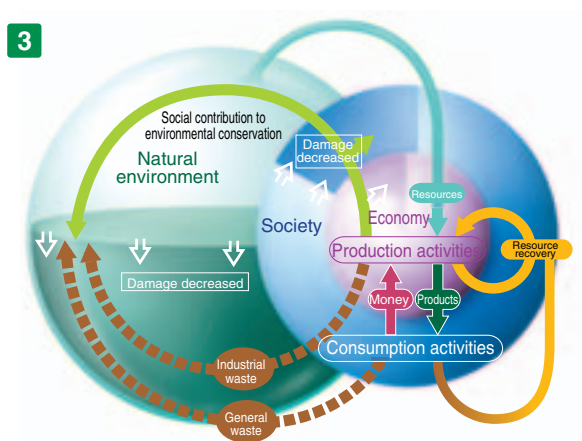 3
Social contribution to
environmental conservation
Natural
environment
Damage
decreased
Resources
Society
Economy
Production activities
Resource
recovery
Damage decreased
Money
Products
Consumption activities
Industrial
waste
General
waste